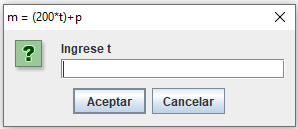 m = (200*t)+p
Ingrese t
Aceptar
Cancelar